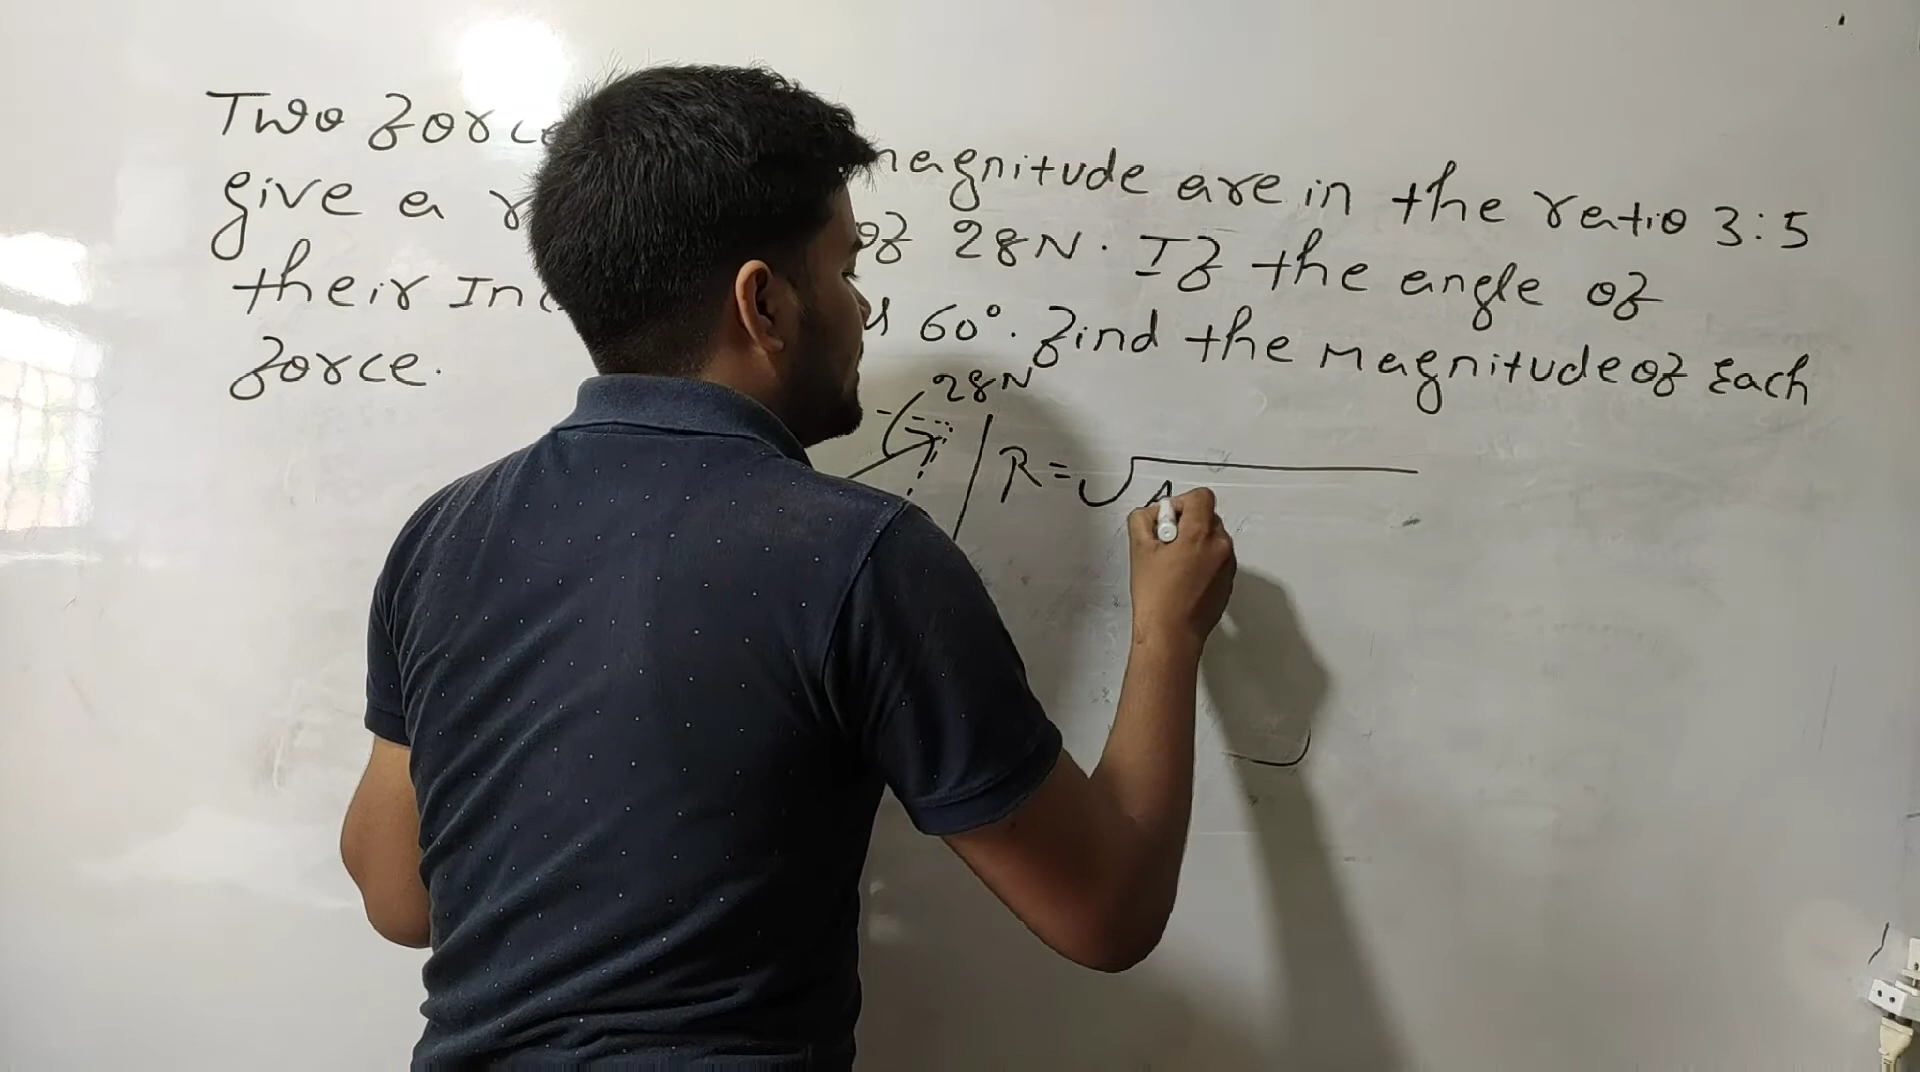 Two force magnitude are in the ratio 3:5
give a of 28N. If the angle of
their 60°. find the Magnitude of Each
force.
28N
R=√A